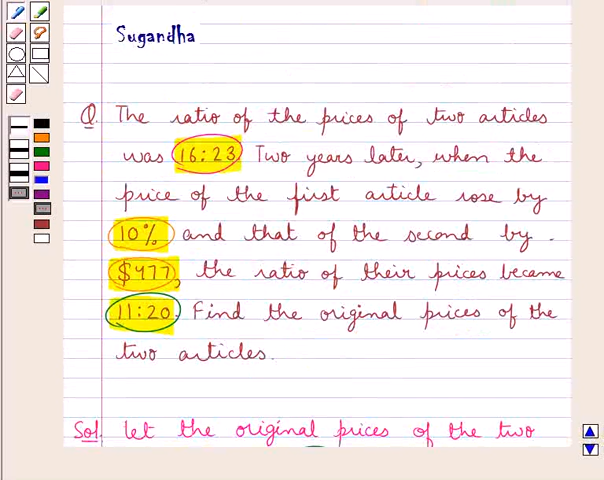 Sugandha
Q. The ratio of the prices of two articles
was 16:23. Two years later, when the
price of the first article rose by
10% and that of the second by
$477, the ratio of their prices became
11:20. Find the original prices of the
two articles.
Sol. Let the original prices of the two